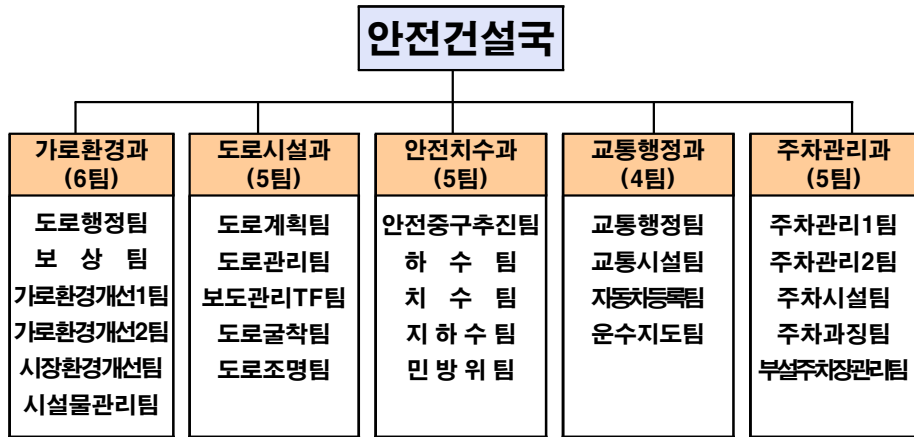 안전건설국
가로환경과
(6팀)
도로행정팀
보 상 팀
가로환경개선1팀
가로환경개선2팀
시장환경개선팀
시설물관리팀
도로시설과
(5팀)
도로계획팀
도로관리팀
보도관리TF팀
도로굴착팀
도로조명팀
안전치수과
(5팀)
안전중구추진팀
하 수 팀
치 수 팀
지 하 수 팀
민 방 위 팀
교통행정과
(4팀)
교통행정팀
교통시설팀
자동차등록팀
운수지도팀
주차관리과
(5팀)
주차관리1팀
주차관리2팀
주차시설팀
주차과징팀
부설주차장관리팀